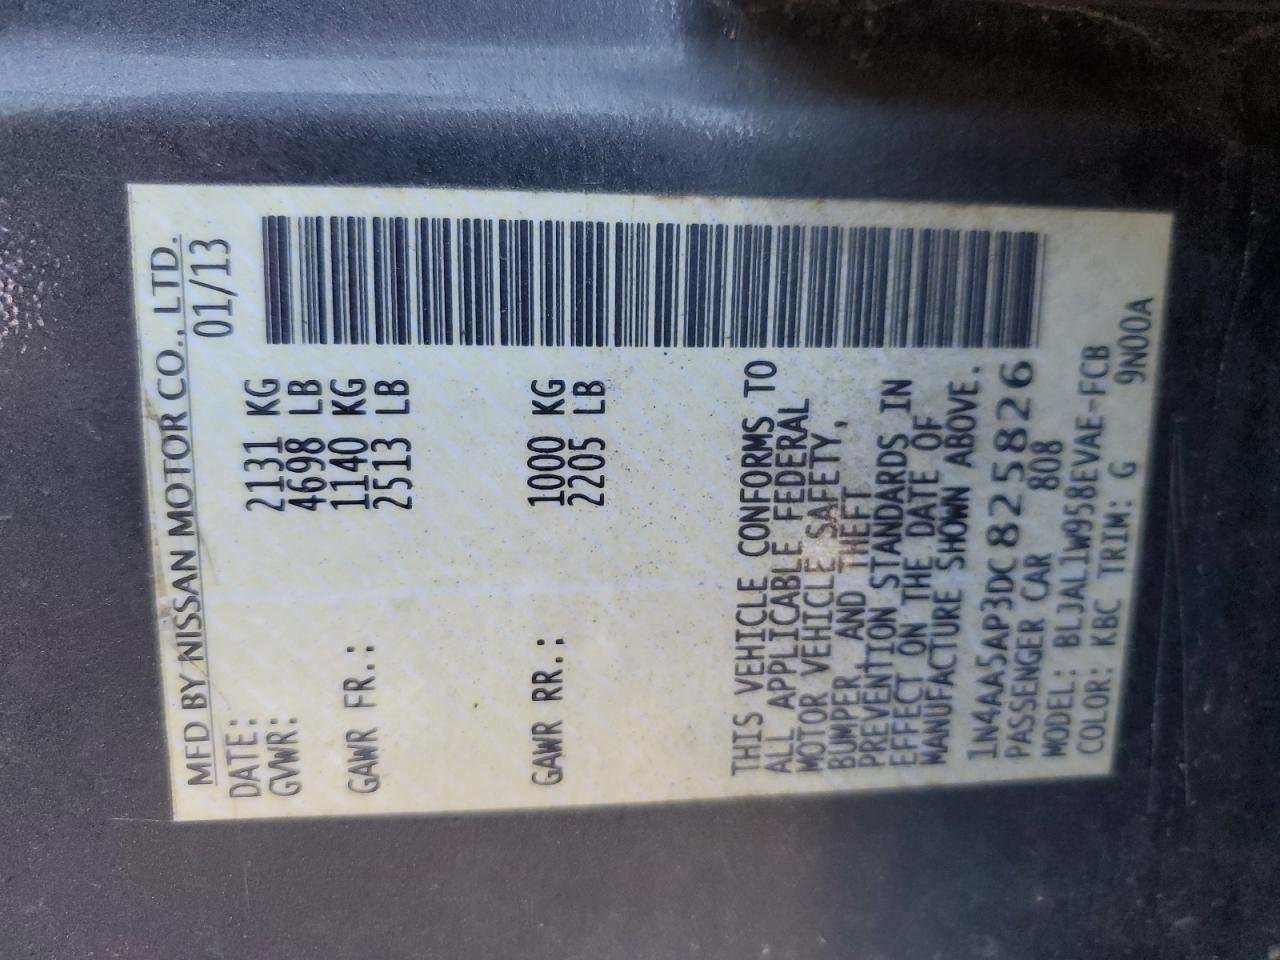 MFD BY NISSAN MOTOR CO., LTD.
DATE: 01/13
GVWR: 2131 KG
4698 LB
GAWR FR.: 1140 KG
2513 LB
GAWR RR.: 1000 KG
2205 LB
THIS VEHICLE CONFORMS TO
ALL APPLICABLE FEDERAL
MOTOR VEHICLE SAFETY,
BUMPER AND THEFT
PREVENTION STANDARDS IN
EFFECT ON THE DATE OF
MANUFACTURE SHOWN ABOVE.
1N4AA5AP3DC825826
PASSENGER CAR 808
MODEL: BLJAL1W958EVAE-FCB
COLOR: KBC TRIM: G 9N00A